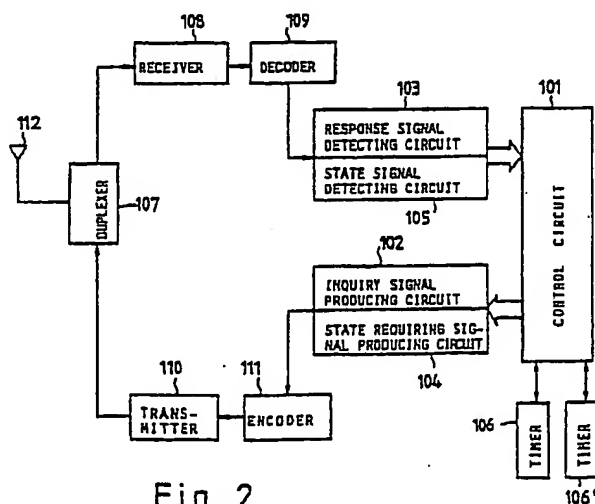 108
109
RECEIVER
DECODER
103
101
112
RESPONSE SIGNAL
DETECTING CIRCUIT
STATE SIGNAL
DETECTING CIRCUIT
105
DUPLEXER
107
CONTROL CIRCUIT
102
INQUIRY SIGNAL
PRODUCING CIRCUIT
STATE REQUIRING SIG-
NAL PRODUCING CIRCUIT
104
110
111
TRANS-
MITTER
ENCODER
106
TIMER
TIMER
106'
Fig. 2